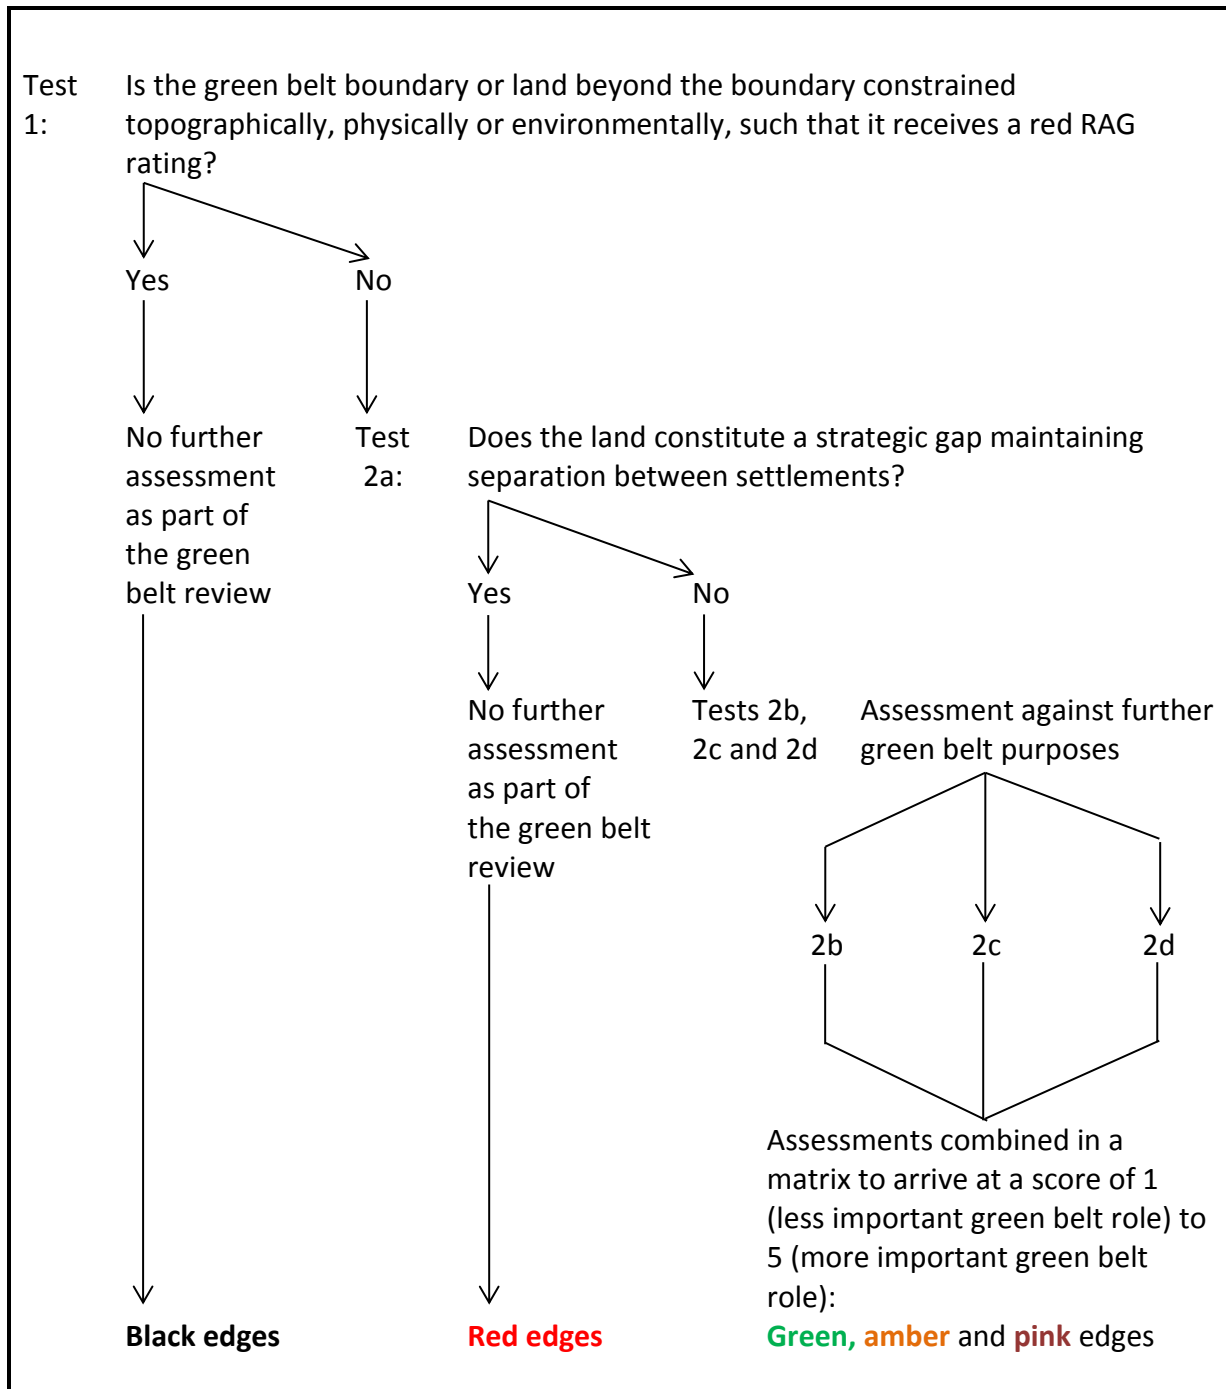 Test Is the green belt boundary or land beyond the boundary constrained
1: topographically, physically or environmentally, such that it receives a red RAG
rating?
Yes No
No further
assessment
as part of
the green
belt review
Test
2a:
Does the land constitute a strategic gap maintaining
separation between settlements?
Yes No
No further
assessment
as part of
the green belt
review
Tests 2b,
2c and 2d
Assessment against further
green belt purposes
2b 2c 2d
Assessments combined in a
matrix to arrive at a score of 1
(less important green belt role) to
5 (more important green belt
role):
Black edges
Red edges
Green, amber and pink edges